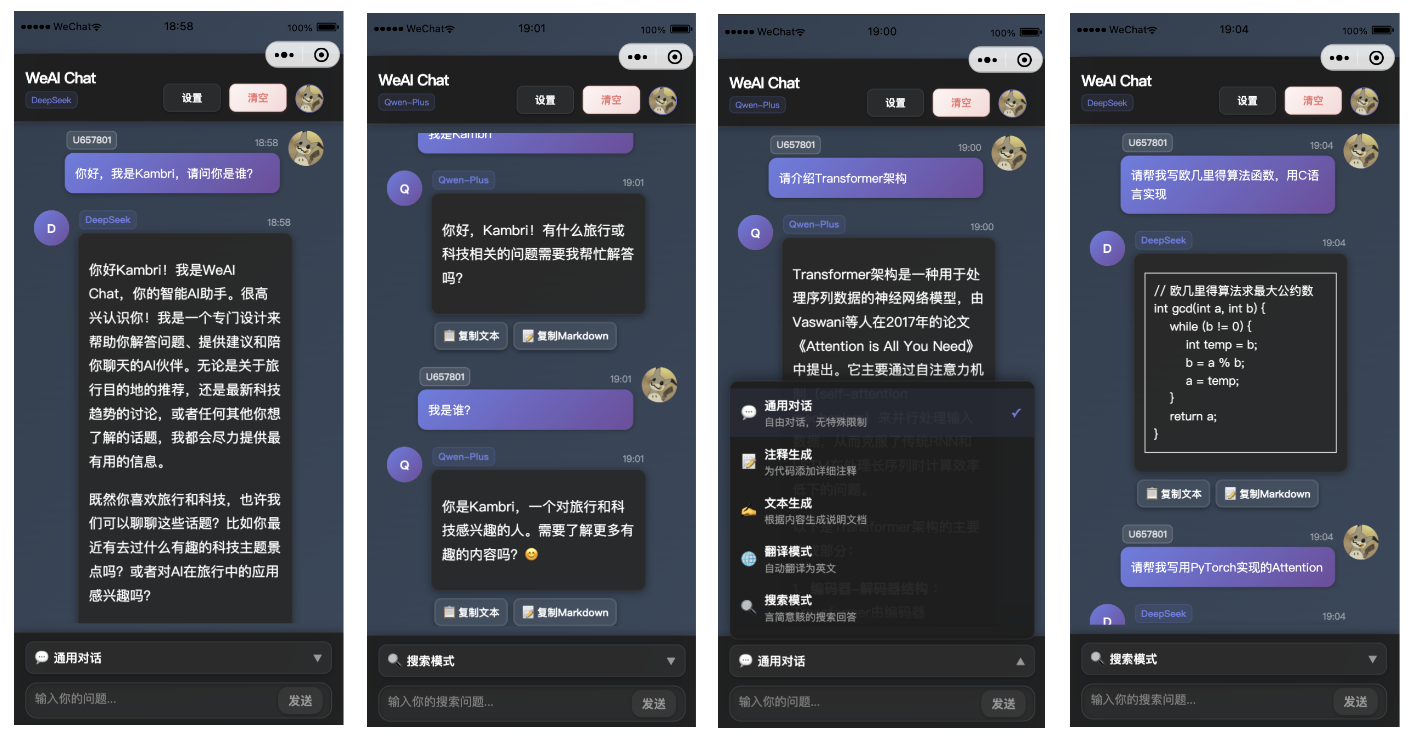 WeChat
18:58
100%
WeAI Chat
DeepSeek
设置
清空
U657801
18:58
你好，我是Kambri，请问你是谁？
D
DeepSeek
18:58
你好Kambri！我是WeAI
Chat，你的智能AI助手。很高
兴认识你！我是一个专门设计来
帮助你解答问题、提供建议和陪
你聊天的AI伙伴。无论是关于旅
行目的地的推荐，还是最新科技
趋势的讨论，或者任何其他你想
了解的话题，我都会尽力提供最
有用的信息。
既然你喜欢旅行和科技，也许我
们可以聊聊这些话题？比如你最
近有去过什么有趣的科技主题景
点吗？或者对AI在旅行中的应用
感兴趣吗？
通用对话
输入你的问题...
发送
WeChat
19:01
100%
WeAI Chat
Qwen-Plus
设置
清空
我是Kambri
Q
Qwen-Plus
19:01
你好，Kambri！有什么旅行或
科技相关的问题需要我帮忙解答
吗？
复制文本
复制Markdown
U657801
19:01
我是谁？
Q
Qwen-Plus
19:01
你是Kambri，一个对旅行和科
技感兴趣的人。需要了解更多有
趣的内容吗？😊
复制文本
复制Markdown
搜索模式
输入你的搜索问题...
发送
WeChat
19:00
100%
WeAI Chat
Qwen-Plus
设置
清空
U657801
19:00
请介绍Transformer架构
Q
Qwen-Plus
19:00
Transformer架构是一种用于处
理序列数据的神经网络模型，由
Vaswani等人在2017年的论文
《Attention is All You Need》
中提出。它主要通过自注意力机
通用对话
自由对话，无特殊限制
注释生成
为代码添加详细注释
文本生成
根据内容生成说明文档
翻译模式
自动翻译为英文
搜索模式
言简意赅的搜索回答
通用对话
输入你的问题...
发送
WeChat
19:04
100%
WeAI Chat
DeepSeek
设置
清空
U657801
19:04
请帮我写欧几里得算法函数，用C语
言实现
D
DeepSeek
19:04
// 欧几里得算法求最大公约数
int gcd(int a, int b) {
while (b != 0) {
int temp = b;
b = a % b;
a = temp;
}
return a;
}
复制文本
复制Markdown
U657801
19:04
请帮我写用PyTorch实现的Attention
D
DeepSeek
19:04
搜索模式
输入你的搜索问题...
发送